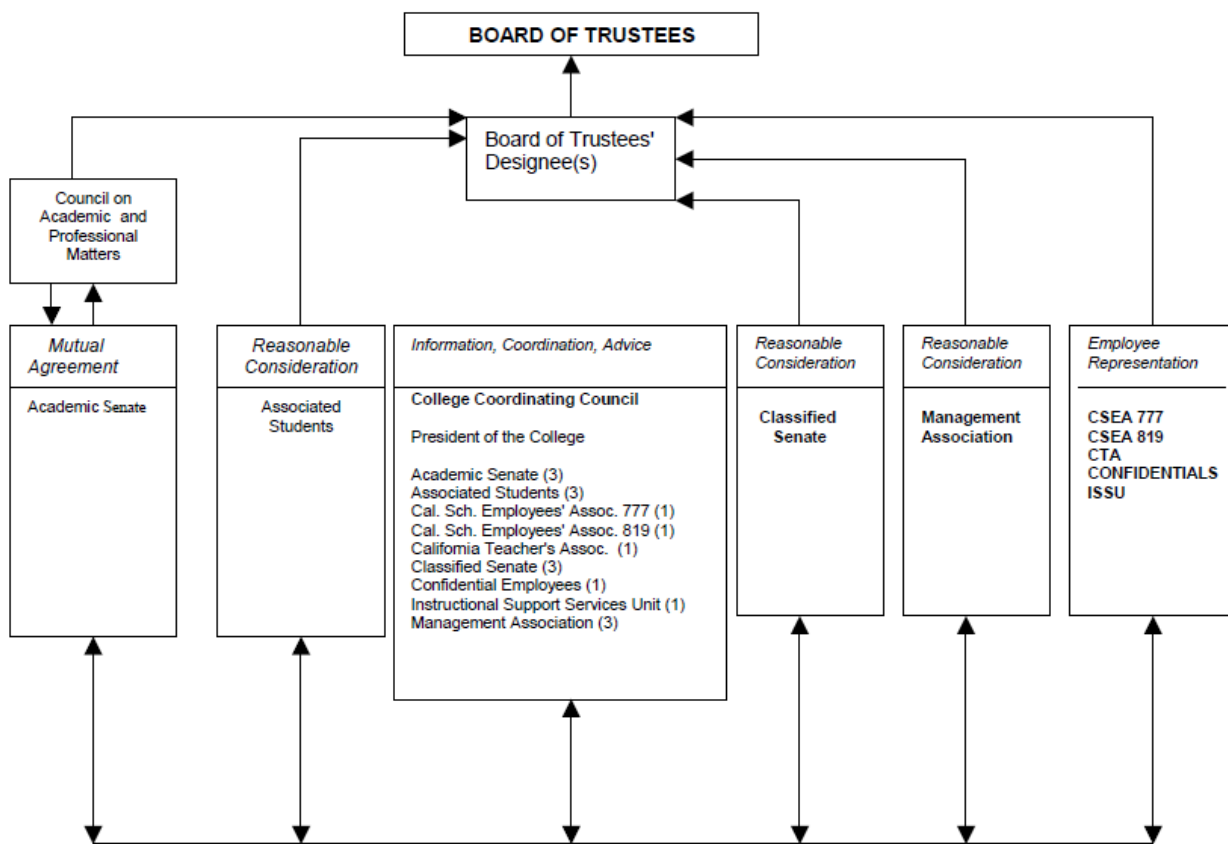 BOARD OF TRUSTEES
Board of Trustees'
Designee(s)
Council on
Academic and
Professional
Matters
Mutual
Agreement
Academic Senate
Reasonable
Consideration
Associated
Students
Information, Coordination, Advice
College Coordinating Council
President of the College
Academic Senate (3)
Associated Students (3)
Cal. Sch. Employees' Assoc. 777 (1)
Cal. Sch. Employees' Assoc. 819 (1)
California Teacher's Assoc. (1)
Classified Senate (3)
Confidential Employees (1)
Instructional Support Services Unit (1)
Management Association (3)
Reasonable
Consideration
Classified
Senate
Reasonable
Consideration
Management
Association
Employee
Representation
CSEA 777
CSEA 819
CTA
CONFIDENTIALS
ISSU